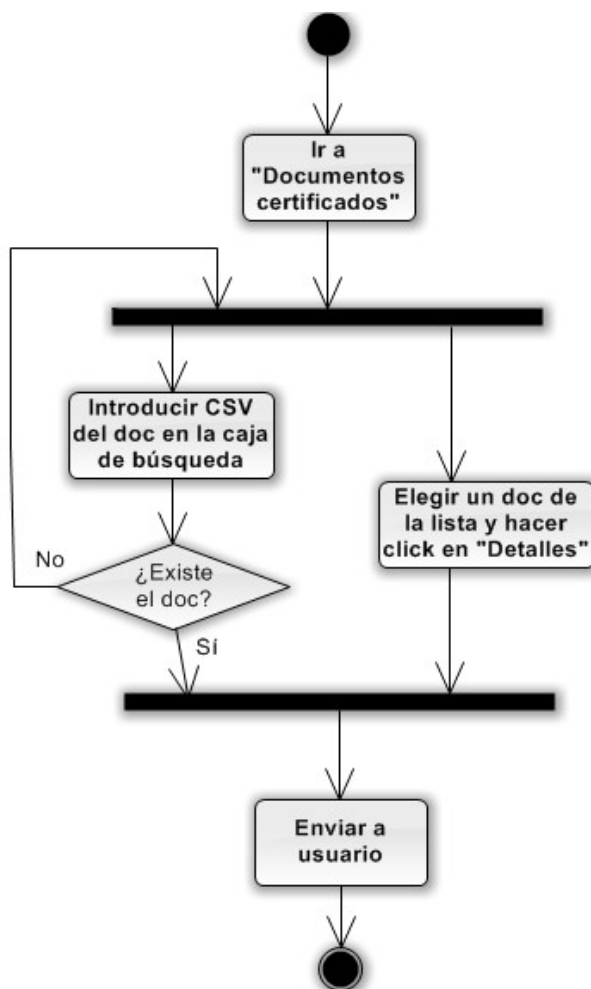 Ir a
"Documentos
certificados"
Introducir CSV
del doc en la caja
de búsqueda
Elegir un doc de
la lista y hacer
click en "Detalles"
No
¿Existe
el doc?
Sí
Enviar a
usuario